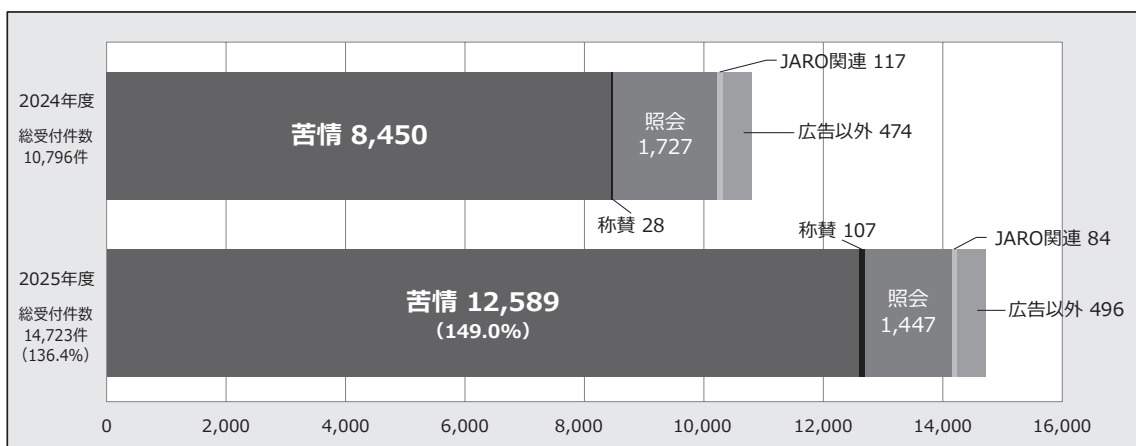 JARO関連 117
2024年度
総受付件数
10,796件
苦情 8,450
照会
1,727
広告以外 474
称賛 28
称賛 107
JARO関連 84
2025年度
総受付件数
14,723件
（136.4%）
苦情 12,589
（149.0%）
照会
1,447
広告以外 496
0 2,000 4,000 6,000 8,000 10,000 12,000 14,000 16,000